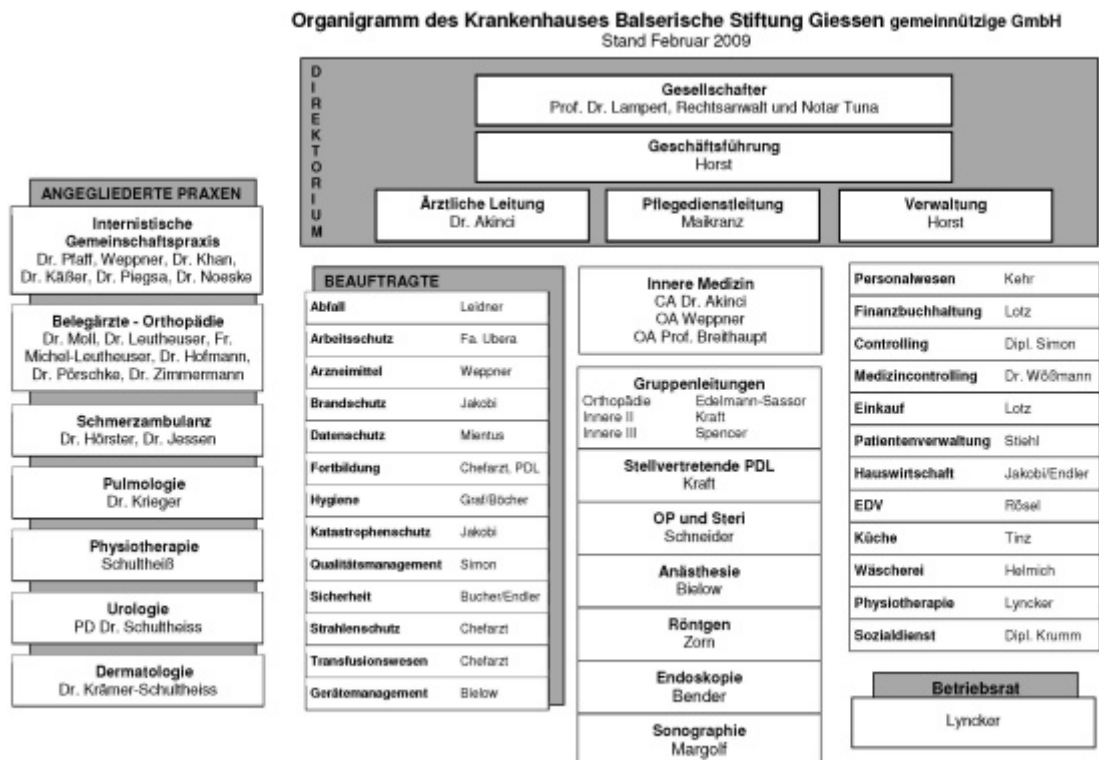 Organigramm des Krankenhauses Balserische Stiftung Giessen gemeinnützige GmbH
Stand Februar 2009
DIREKTORIUM
Gesellschafter
Prof. Dr. Lampert, Rechtsanwalt und Notar Tuna
Geschäftsführung
Horst
Ärztliche Leitung
Dr. Akinci
Pflegedienstleitung
Maikranz
Verwaltung
Horst
ANGEGLIEDERTE PRAXEN
Internistische
Gemeinschaftspraxis
Dr. Pfaff, Weppner, Dr. Khan,
Dr. Käßer, Dr. Piegsa, Dr. Noeske
Belegärzte - Orthopädie
Dr. Moll, Dr. Leutheuser, Fr.
Michel-Leutheuser, Dr. Hofmann,
Dr. Pörschke, Dr. Zimmermann
Schmerzambulanz
Dr. Hörster, Dr. Jessen
Pulmologie
Dr. Krieger
Physiotherapie
Schultheiß
Urologie
PD Dr. Schultheiss
Dermatologie
Dr. Krämer-Schultheiss
BEAUFTRAGTE
Abfall Leidner
Arbeitsschutz Fa. Ubera
Arzneimittel Weppner
Brandschutz Jakobi
Datenschutz Mientus
Fortbildung Chefarzt, PDL
Hygiene Graf/Böcher
Katastrophenschutz Jakobi
Qualitätsmanagement Simon
Sicherheit Bucher/Endler
Strahlenschutz Chefarzt
Transfusionswesen Chefarzt
Gerätemanagement Bielow
Innere Medizin
CA Dr. Akinci
OA Weppner
OA Prof. Breithaupt
Gruppenleitungen
Orthopädie Edelmann-Sassor
Innere II Kraft
Innere III Spencer
Stellvertretende PDL
Kraft
OP und Steri
Schneider
Anästhesie
Bielow
Röntgen
Zorn
Endoskopie
Bender
Sonographie
Margolf
Personalwesen Kehr
Finanzbuchhaltung Lotz
Controlling Dipl. Simon
Medizincontrolling Dr. Wößmann
Einkauf Lotz
Patientenverwaltung Stiehl
Hauswirtschaft Jakobi/Endler
EDV Rösel
Küche Tinz
Wäscherei Helmich
Physiotherapie Lyncker
Sozialdienst Dipl. Krumm
Betriebsrat
Lyncker